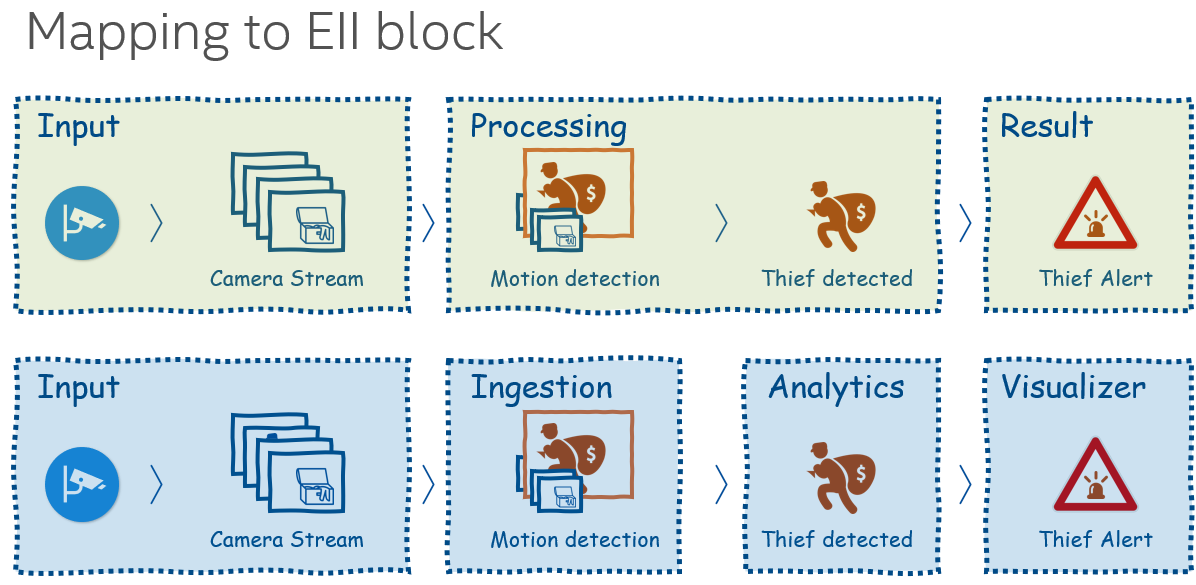 Mapping to EII block
Input
Processing
Result
$
$
Camera Stream
Motion detection
Thief detected
Thief Alert
Input
Ingestion
Analytics
Visualizer
$
$
Camera Stream
Motion detection
Thief detected
Thief Alert